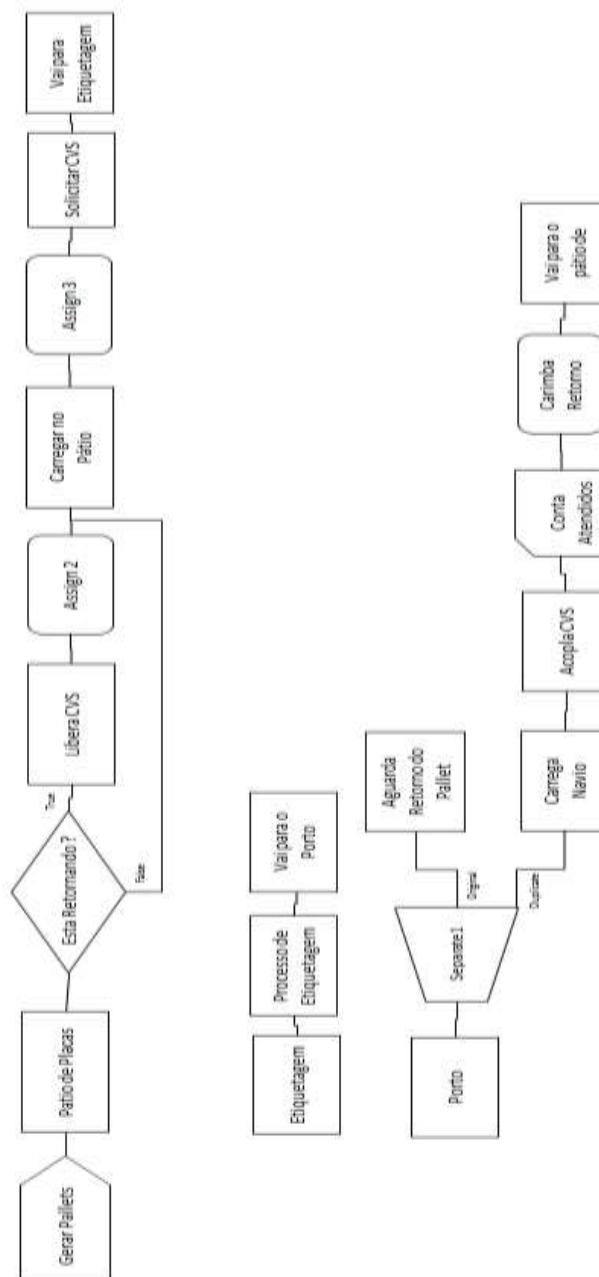 Gerar Pallets
Patio de Placas
Esta Retornando ?
True
False
Libera CVS
Assign 2
Carregar no
Pátio
Assign 3
Solicitar CVS
Vai para
Etiquetagem
Etiquetagem
Processo de
Etiquetagem
Vai para o
Porto
Porto
Separate 1
Original
Duplicate
Aguarda
Retorno do
Pallet
Carrega
Navio
Acopla CVS
Conta
Atendidos
Carimba
Retorno
Vai para o
pátio de